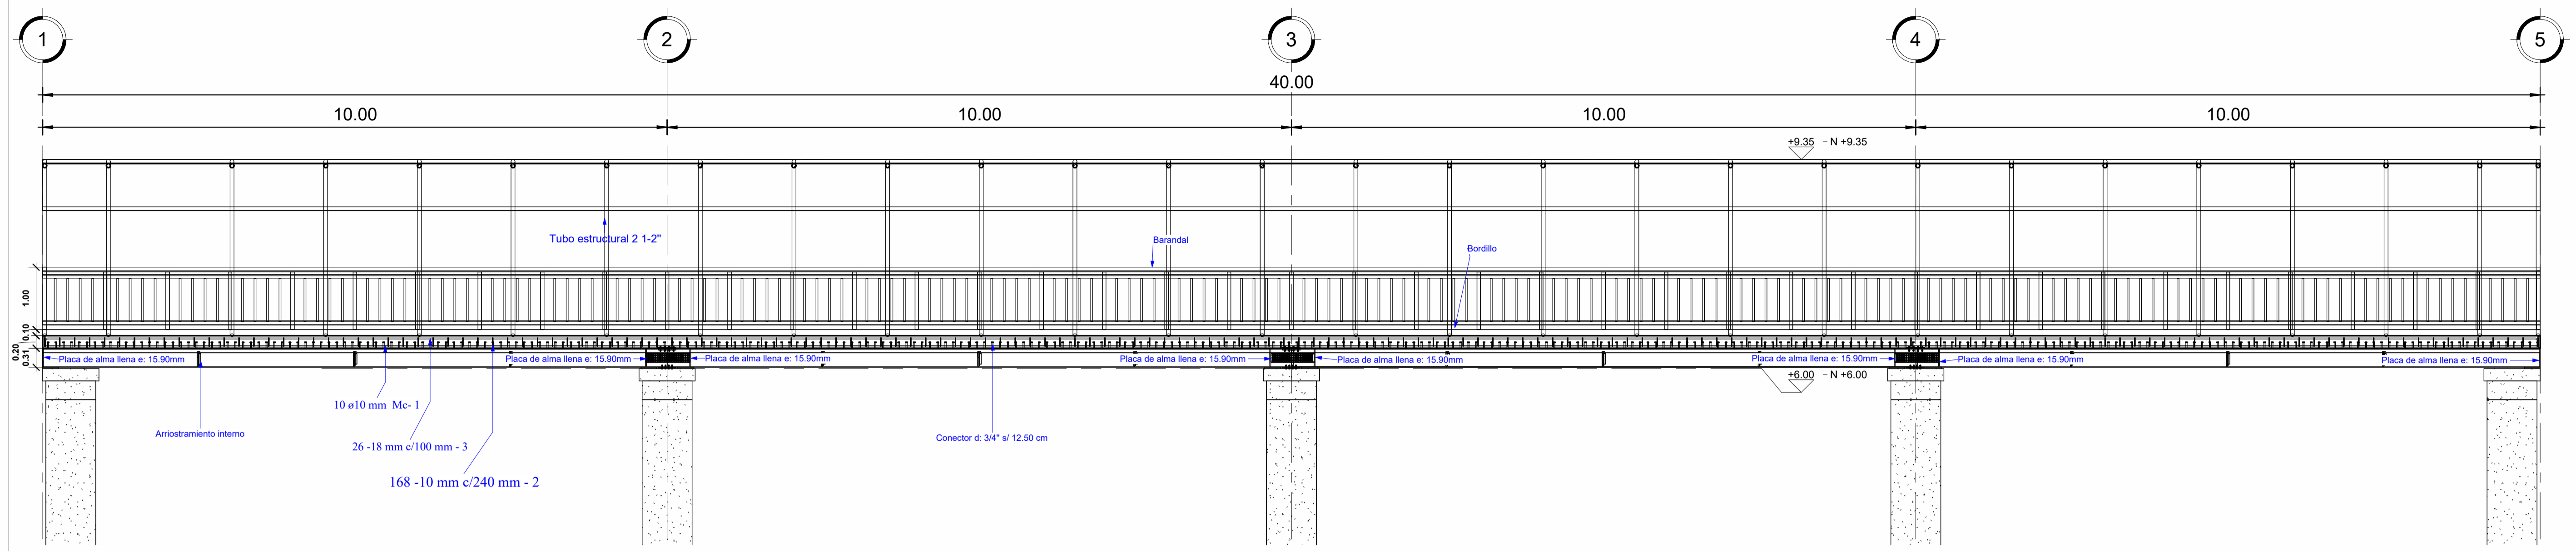 1
2
3
4
5
40.00
10.00
10.00
10.00
10.00
+9.35 - N +9.35
Tubo estructural 2 1-2"
Barandal
Bordillo
1.00
0.10
0.20
0.31
Placa de alma llena e: 15.90mm
Placa de alma llena e: 15.90mm
Placa de alma llena e: 15.90mm
Placa de alma llena e: 15.90mm
Placa de alma llena e: 15.90mm
Placa de alma llena e: 15.90mm
Placa de alma llena e: 15.90mm
Placa de alma llena e: 15.90mm
+6.00 - N +6.00
10 ø10 mm Mc- 1
Arriostramiento interno
26 -18 mm c/100 mm - 3
Conector d: 3/4" s/ 12.50 cm
168 -10 mm c/240 mm - 2